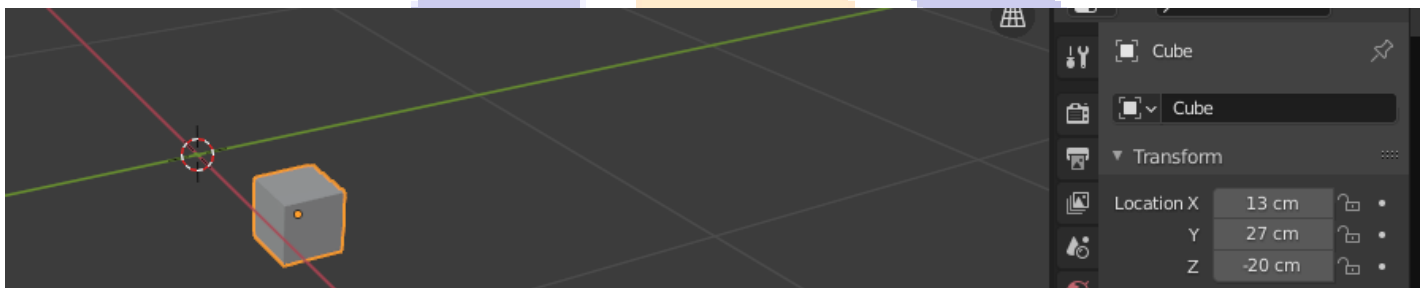 Cube
Cube
Transform
Location X 13 cm
Y 27 cm
Z -20 cm